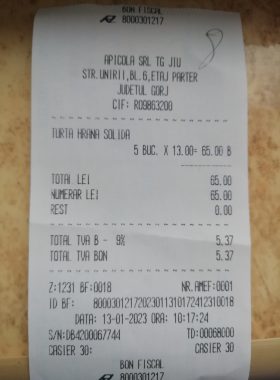 BON FISCAL
8000301217
APICOLA SRL TG JIU
STR.UNIRII,BL.6,ETAJ PARTER
JUDETUL GORJ
CIF: RO9863200
TURTA HRANA SOLIDA
5 BUC. X 13.00= 65.00 B
TOTAL LEI 65.00
NUMERAR LEI 65.00
REST 0.00
TOTAL TVA B - 9% 5.37
TOTAL TVA BON 5.37
Z:1231 BF:0018 NR.AMEF:0001
ID BF: 80003012172023011310172412310018
DATA: 13-01-2023 ORA: 10:17:24
S/N:DB4200067744 TD:00068000
CASIER 30: CASIER 30
BON FISCAL
8000301217